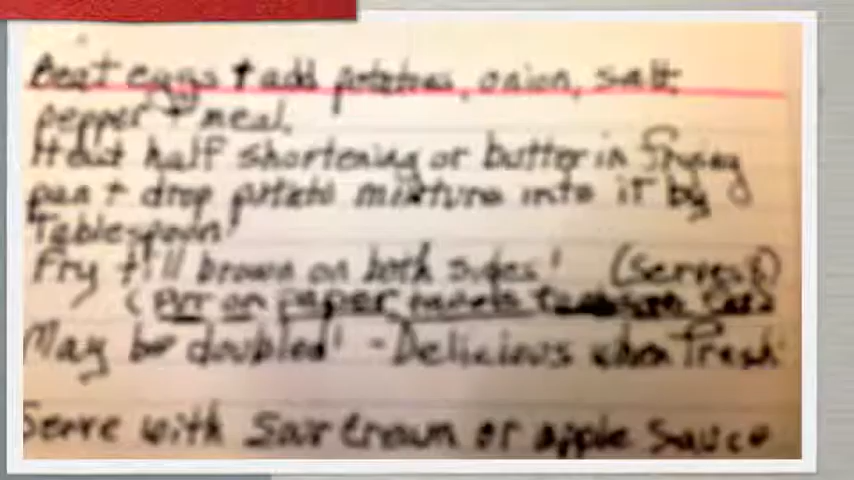 Beat eggs + add potatoes, onion, salt,
pepper + meal.
Heat half shortening or butter in frying
pan + drop potato mixture into it by
Tablespoon!
Fry till brown on both sides! (Serves
(Put on paper towels to
May be doubled! - Delicious when fresh
Serve with Sour Cream or apple Sauce